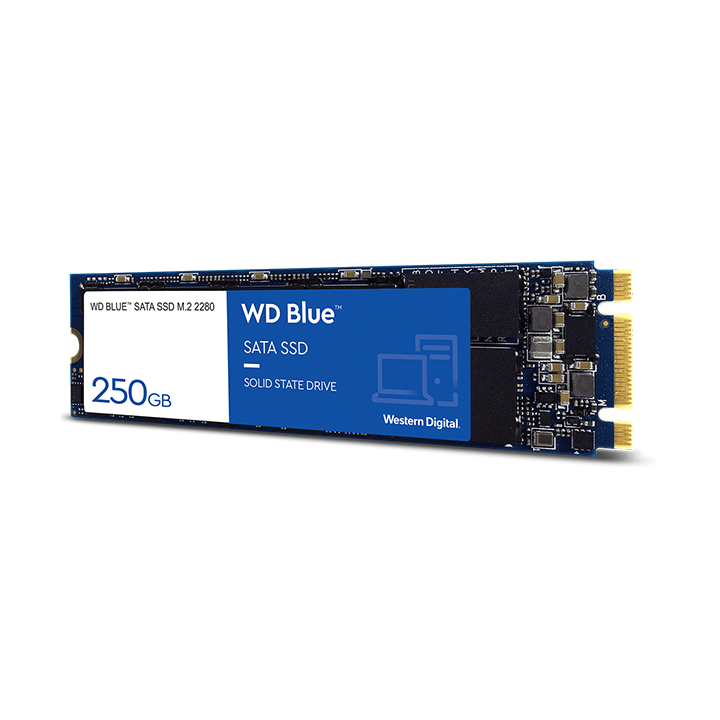 WD BLUE™ SATA SSD M.2 2280
250GB
WD Blue™
SATA SSD
SOLID STATE DRIVE
Western Digital.
B
M